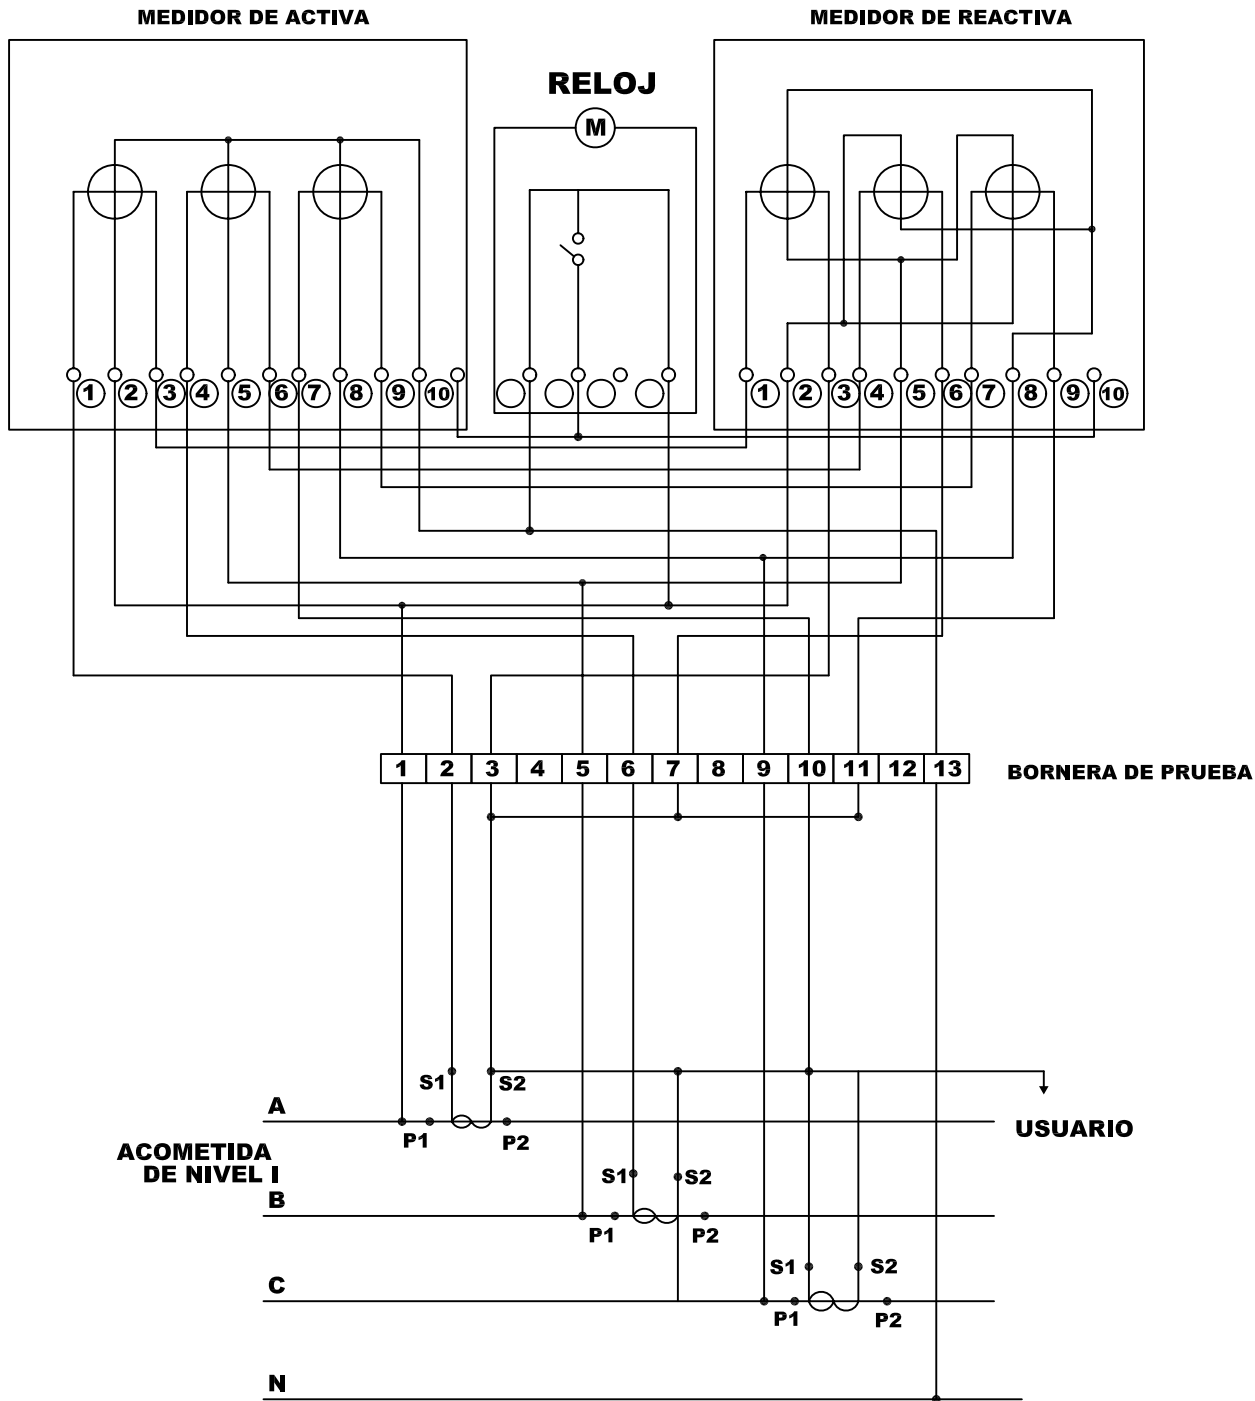 MEDIDOR DE ACTIVA
MEDIDOR DE REACTIVA
RELOJ
M
1 2 3 4 5 6 7 8 9 10
1 2 3 4 5 6 7 8 9 10
1 2 3 4 5 6 7 8 9 10 11 12 13
BORNERA DE PRUEBA
S1 S2
A
P1 P2
USUARIO
ACOMETIDA
DE NIVEL I
S1 S2
B
P1 P2
S1 S2
C
P1 P2
N